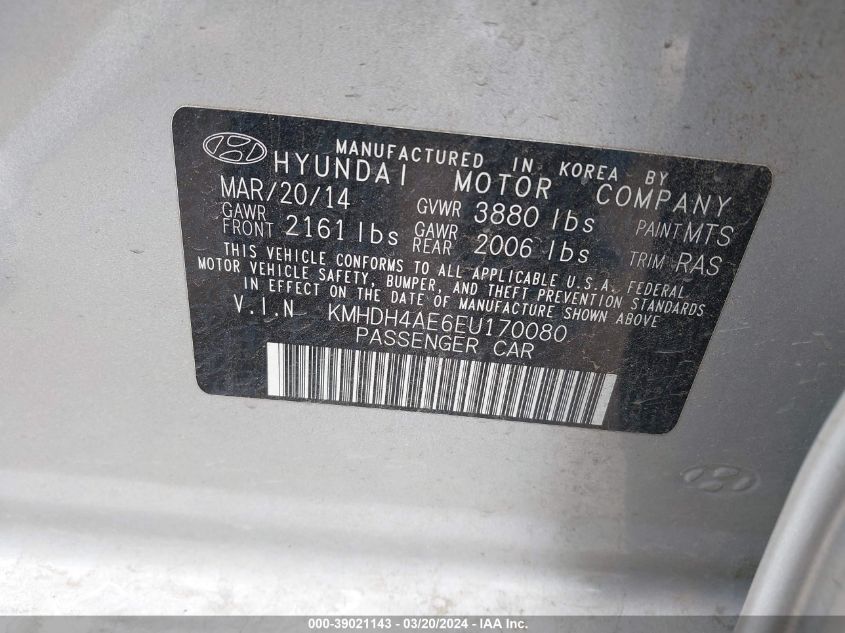 MANUFACTURED IN KOREA BY
HYUNDAI MOTOR COMPANY
MAR/20/14 GVWR 3880 lbs PAINT MTS
GAWR FRONT 2161 lbs GAWR REAR 2006 lbs TRIM RAS
THIS VEHICLE CONFORMS TO ALL APPLICABLE U.S.A. FEDERAL
MOTOR VEHICLE SAFETY, BUMPER, AND THEFT PREVENTION STANDARDS
IN EFFECT ON THE DATE OF MANUFACTURE SHOWN ABOVE
V.I.N KMHDH4AE6EU170080
PASSENGER CAR
000-39021143 - 03/20/2024 - IAA Inc.